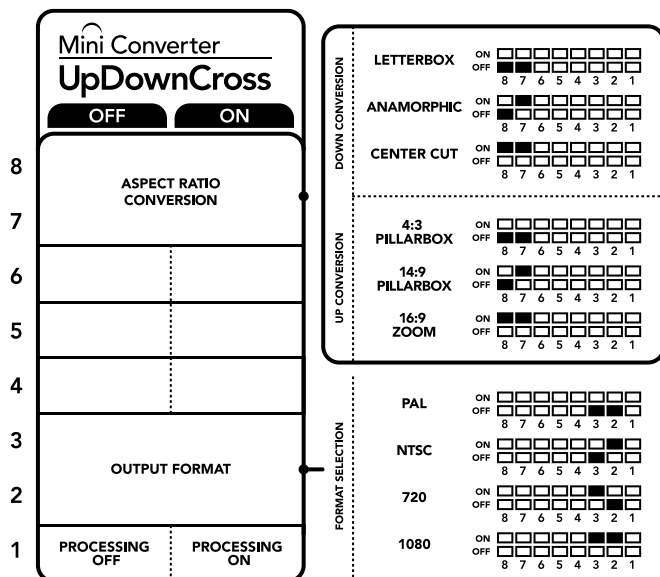 Mini Converter
UpDownCross
OFF ON
8
ASPECT RATIO
CONVERSION
7
6
5
4
3
OUTPUT FORMAT
2
1
PROCESSING
OFF
PROCESSING
ON
DOWN CONVERSION
LETTERBOX
ON
OFF
8 7 6 5 4 3 2 1
ANAMORPHIC
ON
OFF
8 7 6 5 4 3 2 1
CENTER CUT
ON
OFF
8 7 6 5 4 3 2 1
UP CONVERSION
4:3
PILLARBOX
ON
OFF
8 7 6 5 4 3 2 1
14:9
PILLARBOX
ON
OFF
8 7 6 5 4 3 2 1
16:9
ZOOM
ON
OFF
8 7 6 5 4 3 2 1
FORMAT SELECTION
PAL
ON
OFF
8 7 6 5 4 3 2 1
NTSC
ON
OFF
8 7 6 5 4 3 2 1
720
ON
OFF
8 7 6 5 4 3 2 1
1080
ON
OFF
8 7 6 5 4 3 2 1